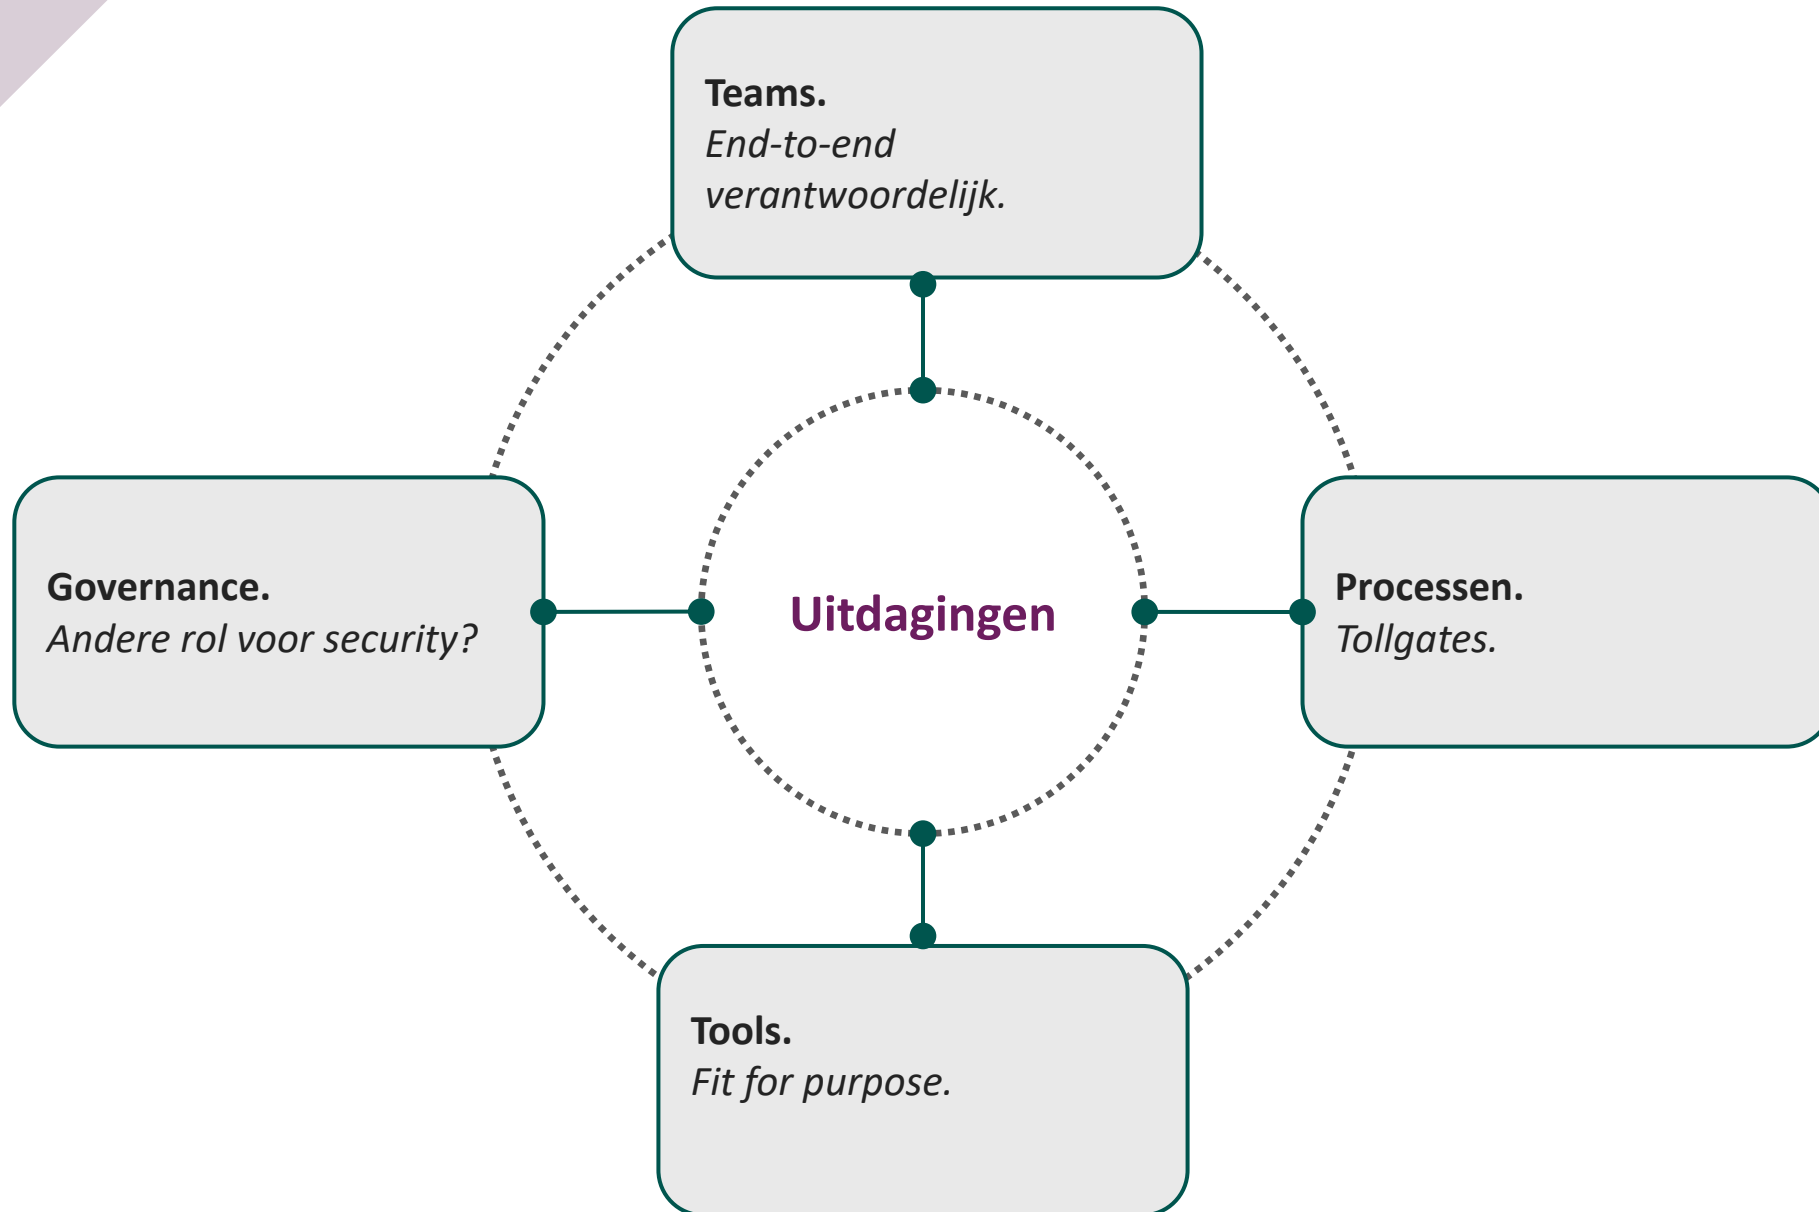 Teams.
End-to-end
verantwoordelijk.
Governance.
Andere rol voor security?
Uitdagingen
Processen.
Tollgates.
Tools.
Fit for purpose.